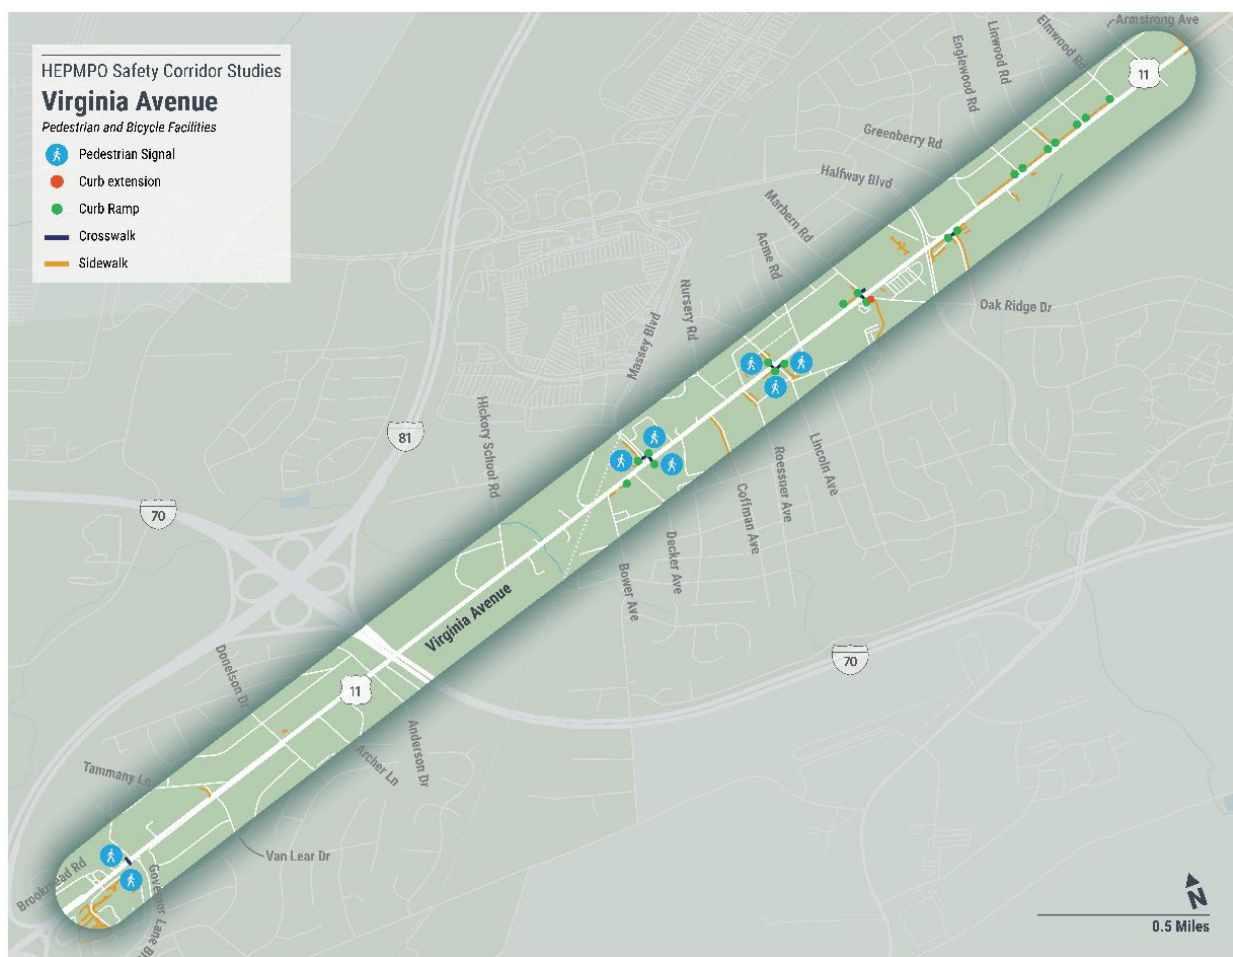 HEPMPO Safety Corridor Studies
Virginia Avenue
Pedestrian and Bicycle Facilities
Pedestrian Signal
Curb extension
Curb Ramp
Crosswalk
Sidewalk
Armstrong Ave
Elmwood Rd
Linwood Rd
Englewood Rd
11
Greenberry Rd
Halfway Blvd
Marbern Rd
Acme Rd
Nursery Rd
Massey Blvd
Oak Ridge Dr
Hickory School Rd
81
70
Lincoln Ave
Roessner Ave
Coffman Ave
Decker Ave
Bower Ave
Virginia Avenue
70
11
Donelson Dr
Anderson Dr
Archer Ln
Tammany Ln
Van Lear Dr
Brookmead Rd
Governor Lane Bl
N
0.5 Miles